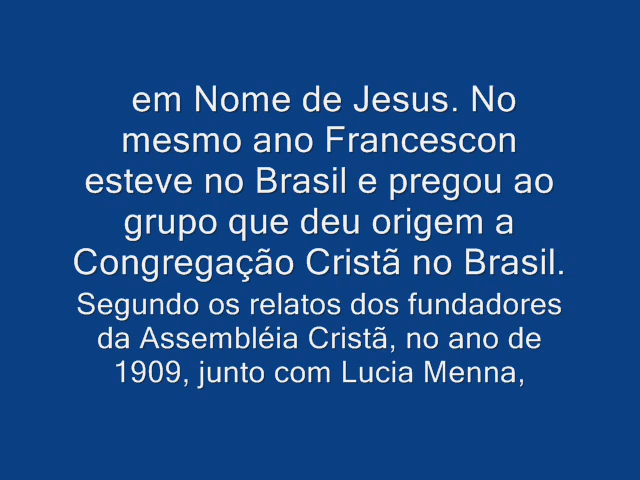 em Nome de Jesus. No
mesmo ano Francescon
esteve no Brasil e pregou ao
grupo que deu origem a
Congregação Cristã no Brasil.
Segundo os relatos dos fundadores
da Assembléia Cristã, no ano de
1909, junto com Lucia Menna,